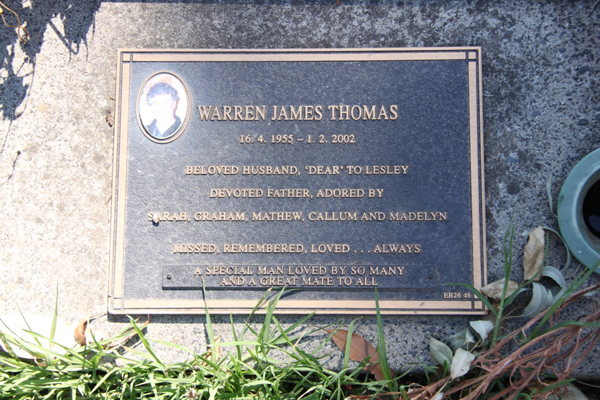 WARREN JAMES THOMAS
16. 4. 1955 – 1. 2. 2002
BELOVED HUSBAND, 'DEAR' TO LESLEY
DEVOTED FATHER, ADORED BY
SARAH, GRAHAM, MATHEW, CALLUM AND MADELYN
MISSED, REMEMBERED, LOVED . . . ALWAYS
A SPECIAL MAN LOVED BY SO MANY
AND A GREAT MATE TO ALL
EB26 46